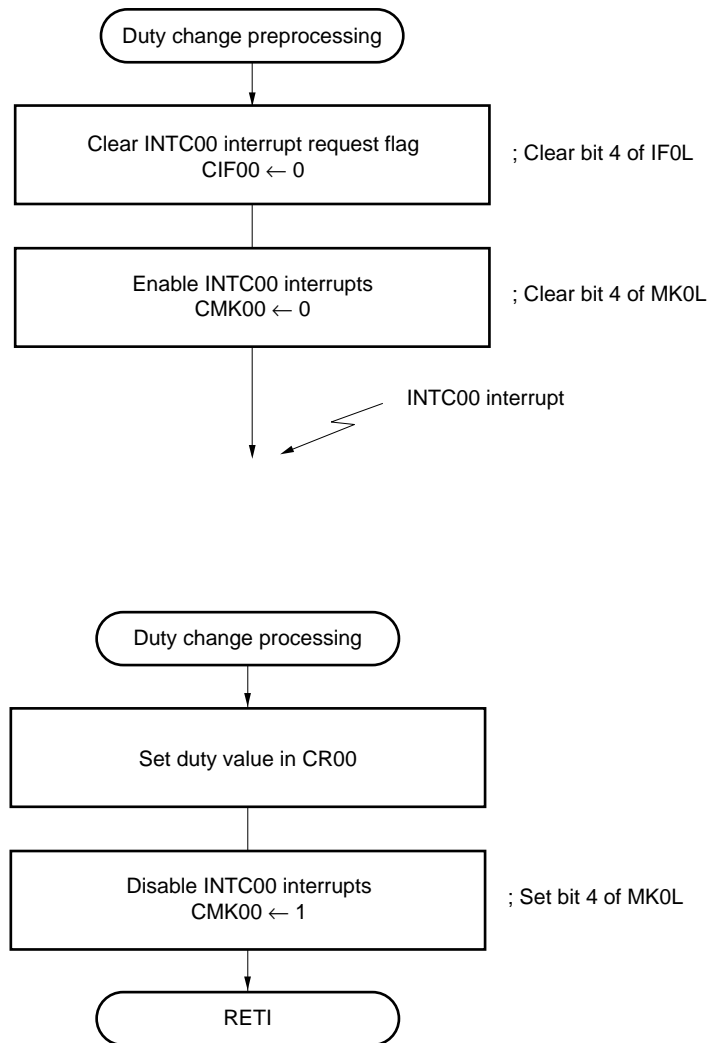 Duty change preprocessing
Clear INTC00 interrupt request flag
CIF00 ← 0
; Clear bit 4 of IF0L
Enable INTC00 interrupts
CMK00 ← 0
; Clear bit 4 of MK0L
INTC00 interrupt
Duty change processing
Set duty value in CR00
Disable INTC00 interrupts
CMK00 ← 1
; Set bit 4 of MK0L
RETI